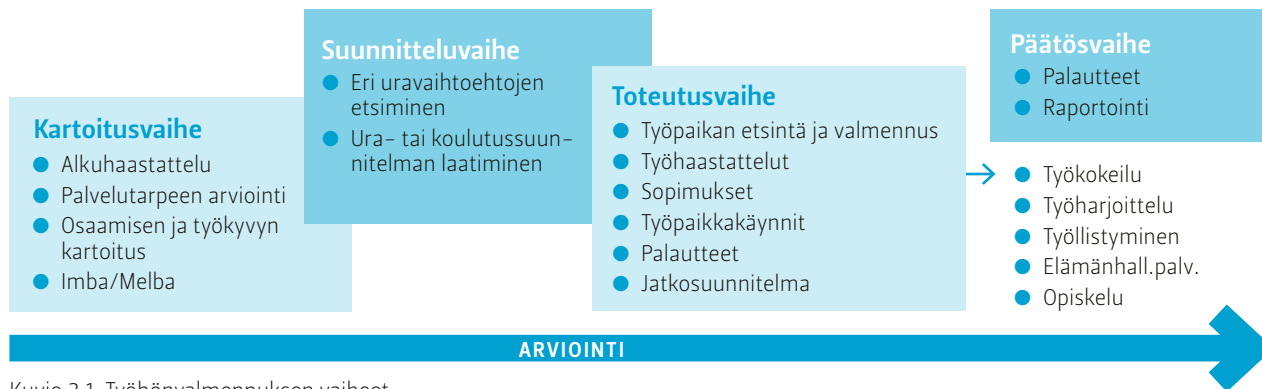 Kartoitusvaihe
Alkuhaastattelu
Palvelutarpeen arviointi
Osaamisen ja työkyvyn
kartoitus
Imba/Melba
Suunnitteluvaihe
Eri uravaihtoehtojen
etsiminen
Ura- tai koulutussuun-
nitelman laatiminen
Toteutusvaihe
Työpaikan etsintä ja valmennus
Työhaastattelut
Sopimukset
Työpaikkakäynnit
Palautteet
Jatkosuunnitelma
Päätösvaihe
Palautteet
Raportointi
Työkokeilu
Työharjoittelu
Työllistyminen
Elämänhall.palv.
Opiskelu
ARVIOINTI